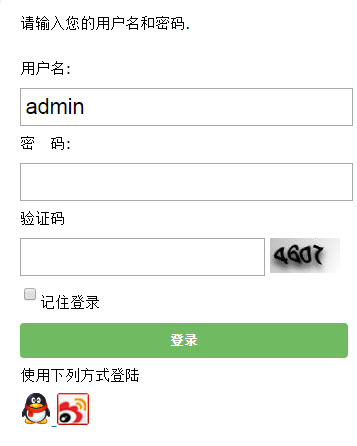 请输入您的用户名和密码.
用户名:
admin
密 码:
验证码
4607
记住登录
登录
使用下列方式登陆